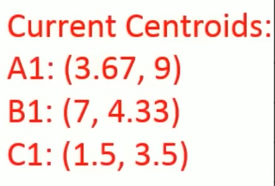 Current Centroids:
A1: (3.67, 9)
B1: (7, 4.33)
C1: (1.5, 3.5)